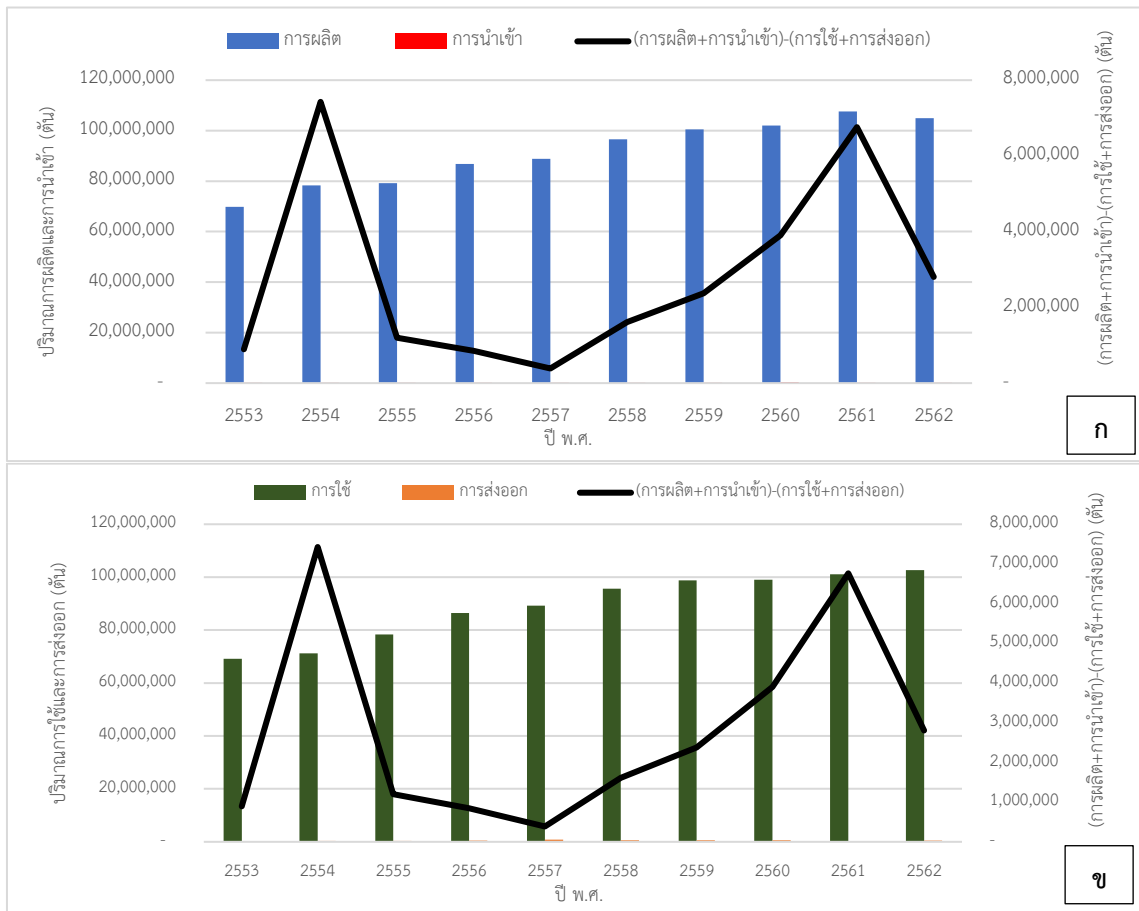 การผลิต การนำเข้า (การผลิต+การนำเข้า)-(การใช้+การส่งออก)
ปริมาณการผลิตและการนำเข้า (ตัน)
120,000,000
100,000,000
80,000,000
60,000,000
40,000,000
20,000,000
-
8,000,000
6,000,000
4,000,000
2,000,000
-
(การผลิต+การนำเข้า)-(การใช้+การส่งออก) (ตัน)
2553 2554 2555 2556 2557 2558 2559 2560 2561 2562
ปี พ.ศ.
ก
การใช้ การส่งออก (การผลิต+การนำเข้า)-(การใช้+การส่งออก)
ปริมาณการใช้และการส่งออก (ตัน)
120,000,000
100,000,000
80,000,000
60,000,000
40,000,000
20,000,000
-
8,000,000
7,000,000
6,000,000
5,000,000
4,000,000
3,000,000
2,000,000
1,000,000
-
(การผลิต+การนำเข้า)-(การใช้+การส่งออก) (ตัน)
2553 2554 2555 2556 2557 2558 2559 2560 2561 2562
ปี พ.ศ.
ข